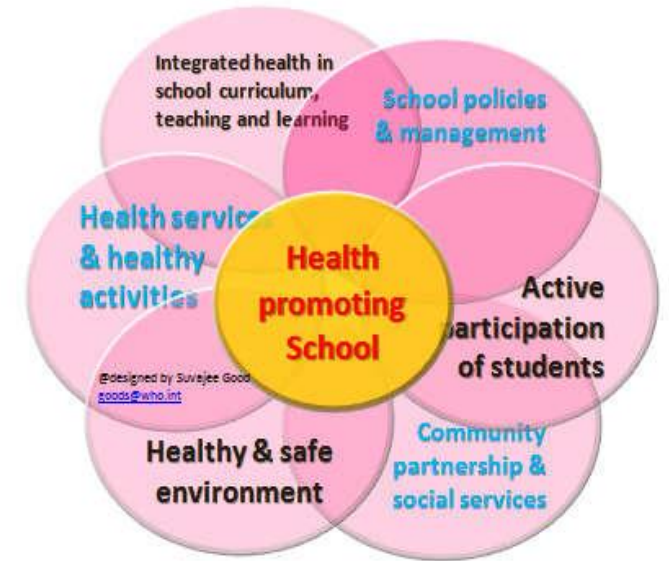 Integrated health in
school curriculum,
teaching and learning
School policies
& management
Health services
& healthy
activities
Health
promoting
School
Active
participation
of students
@designed by Suvajee Good
goods@who.int
Healthy & safe
environment
Community
partnership &
social services